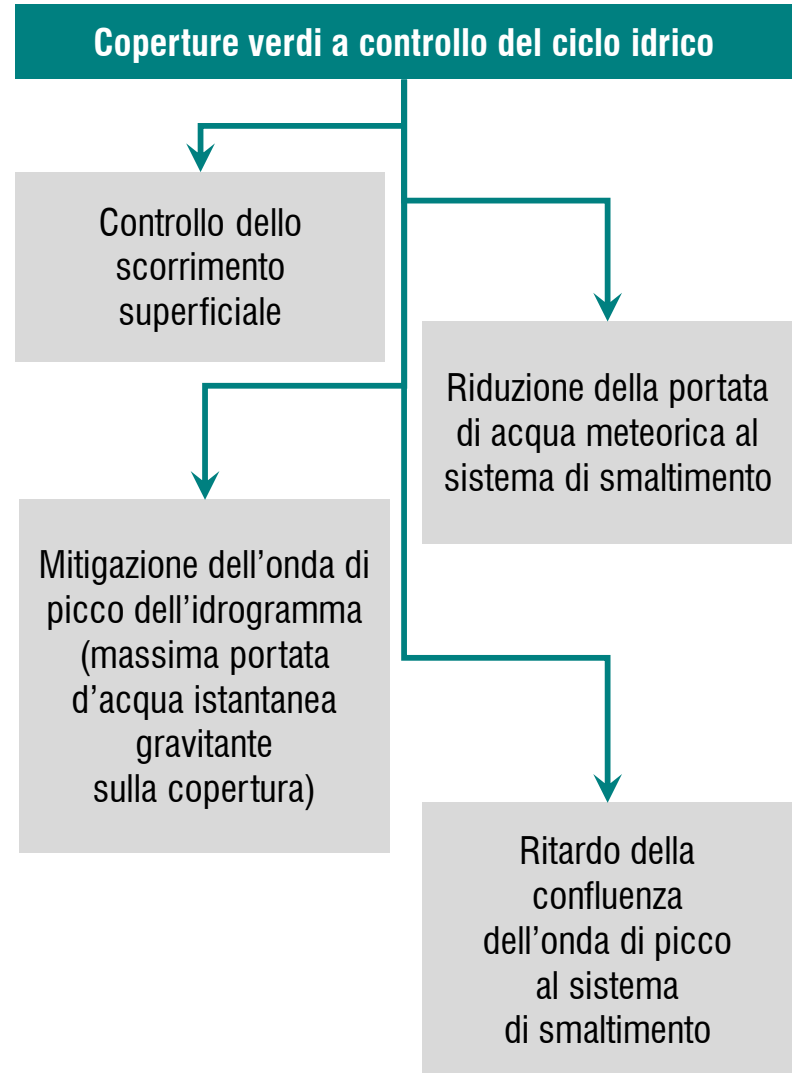 Coperture verdi a controllo del ciclo idrico
Controllo dello
scorrimento
superficiale
Riduzione della portata
di acqua meteorica al
sistema di smaltimento
Mitigazione dell’onda di
picco dell’idrogramma
(massima portata
d’acqua istantanea
gravitante
sulla copertura)
Ritardo della
confluenza
dell’onda di picco
al sistema
di smaltimento